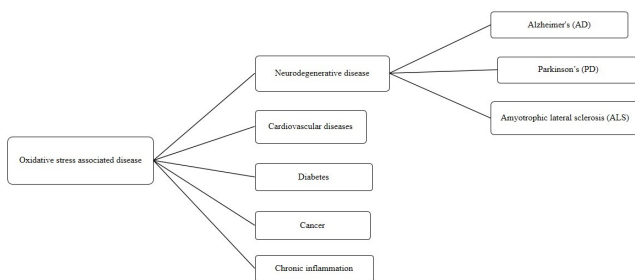 Alzheimer's (AD)
Neurodegenerative disease
Parkinson's (PD)
Amyotrophic lateral sclerosis (ALS)
Cardiovascular diseases
Oxidative stress associated disease
Diabetes
Cancer
Chronic inflammation